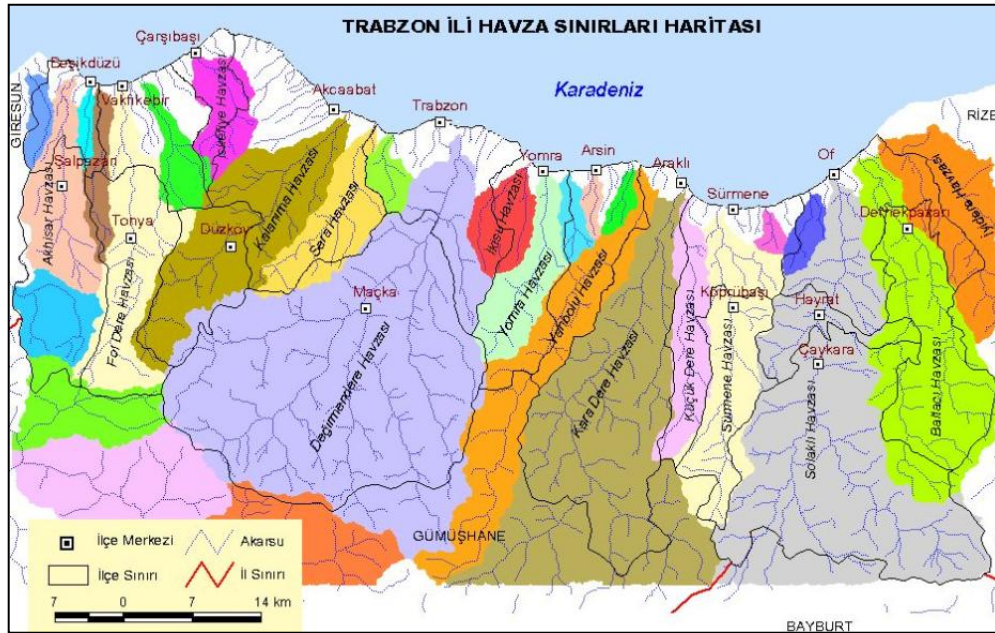 TRABZON İLİ HAVZA SINIRLARI HARİTASI
Karadeniz
GİRESUN
RİZE
Çarşıbaşı
Beşikdüzü
Vakfıkebir
Akcaabat
Trabzon
Yomra
Arsin
Araklı
Sürmene
Of
Şalpazarı
Tonya
Düzköy
Maçka
Köprübaşı
Hayrat
Çaykara
Dernekpazarı
Akhisar Havzası
Fol Dere Havzası
Kalanima Havzası
Sera Havzası
Değirmendere Havzası
Yomra Havzası
Yanbolu Havzası
Kara Dere Havzası
Küçük Dere Havzası
Sürmene Havzası
Solaklı Havzası
Baltacı Havzası
İyidere Havzası
GÜMÜŞHANE
BAYBURT
İlçe Merkezi
Akarsu
İlçe Sınırı
İl Sınırı
7 0 7 14 km